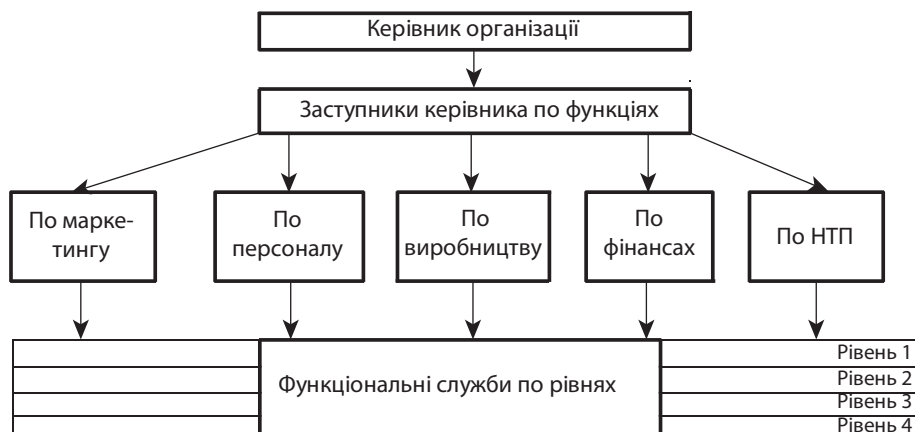 Керівник організації
Заступники керівника по функціях
По марке-
тингу
По
персоналу
По
виробництву
По
фінансах
По НТП
Функціональні служби по рівнях
Рівень 1
Рівень 2
Рівень 3
Рівень 4